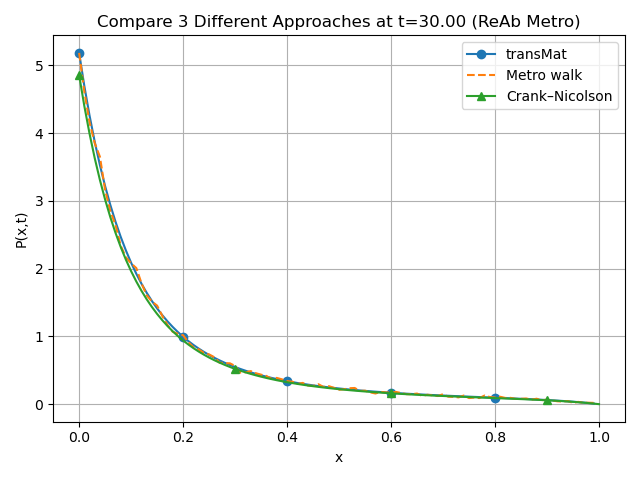 Compare 3 Different Approaches at t=30.00 (ReAb Metro)
transMat
Metro walk
Crank–Nicolson
P(x,t)
5
4
3
2
1
0
0.0 0.2 0.4 0.6 0.8 1.0
x